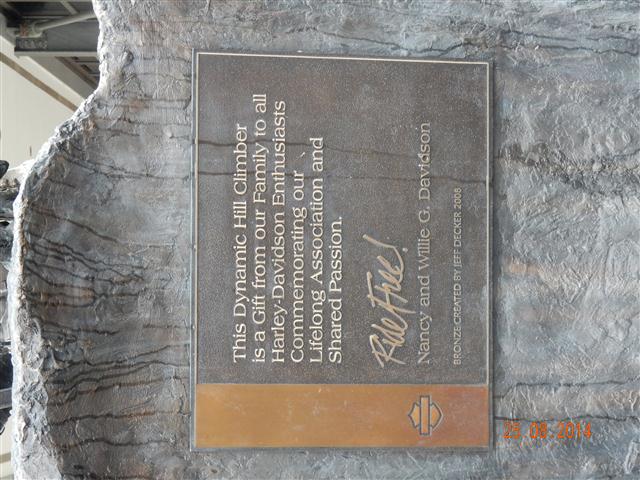 This Dynamic Hill Climber
is a Gift from our Family to all
Harley-Davidson Enthusiasts
Commemorating our
Lifelong Association and
Shared Passion.
Ride Free!
Nancy and Willie G. Davidson
BRONZE CREATED BY JEFF DECKER 2008
25.08.2014